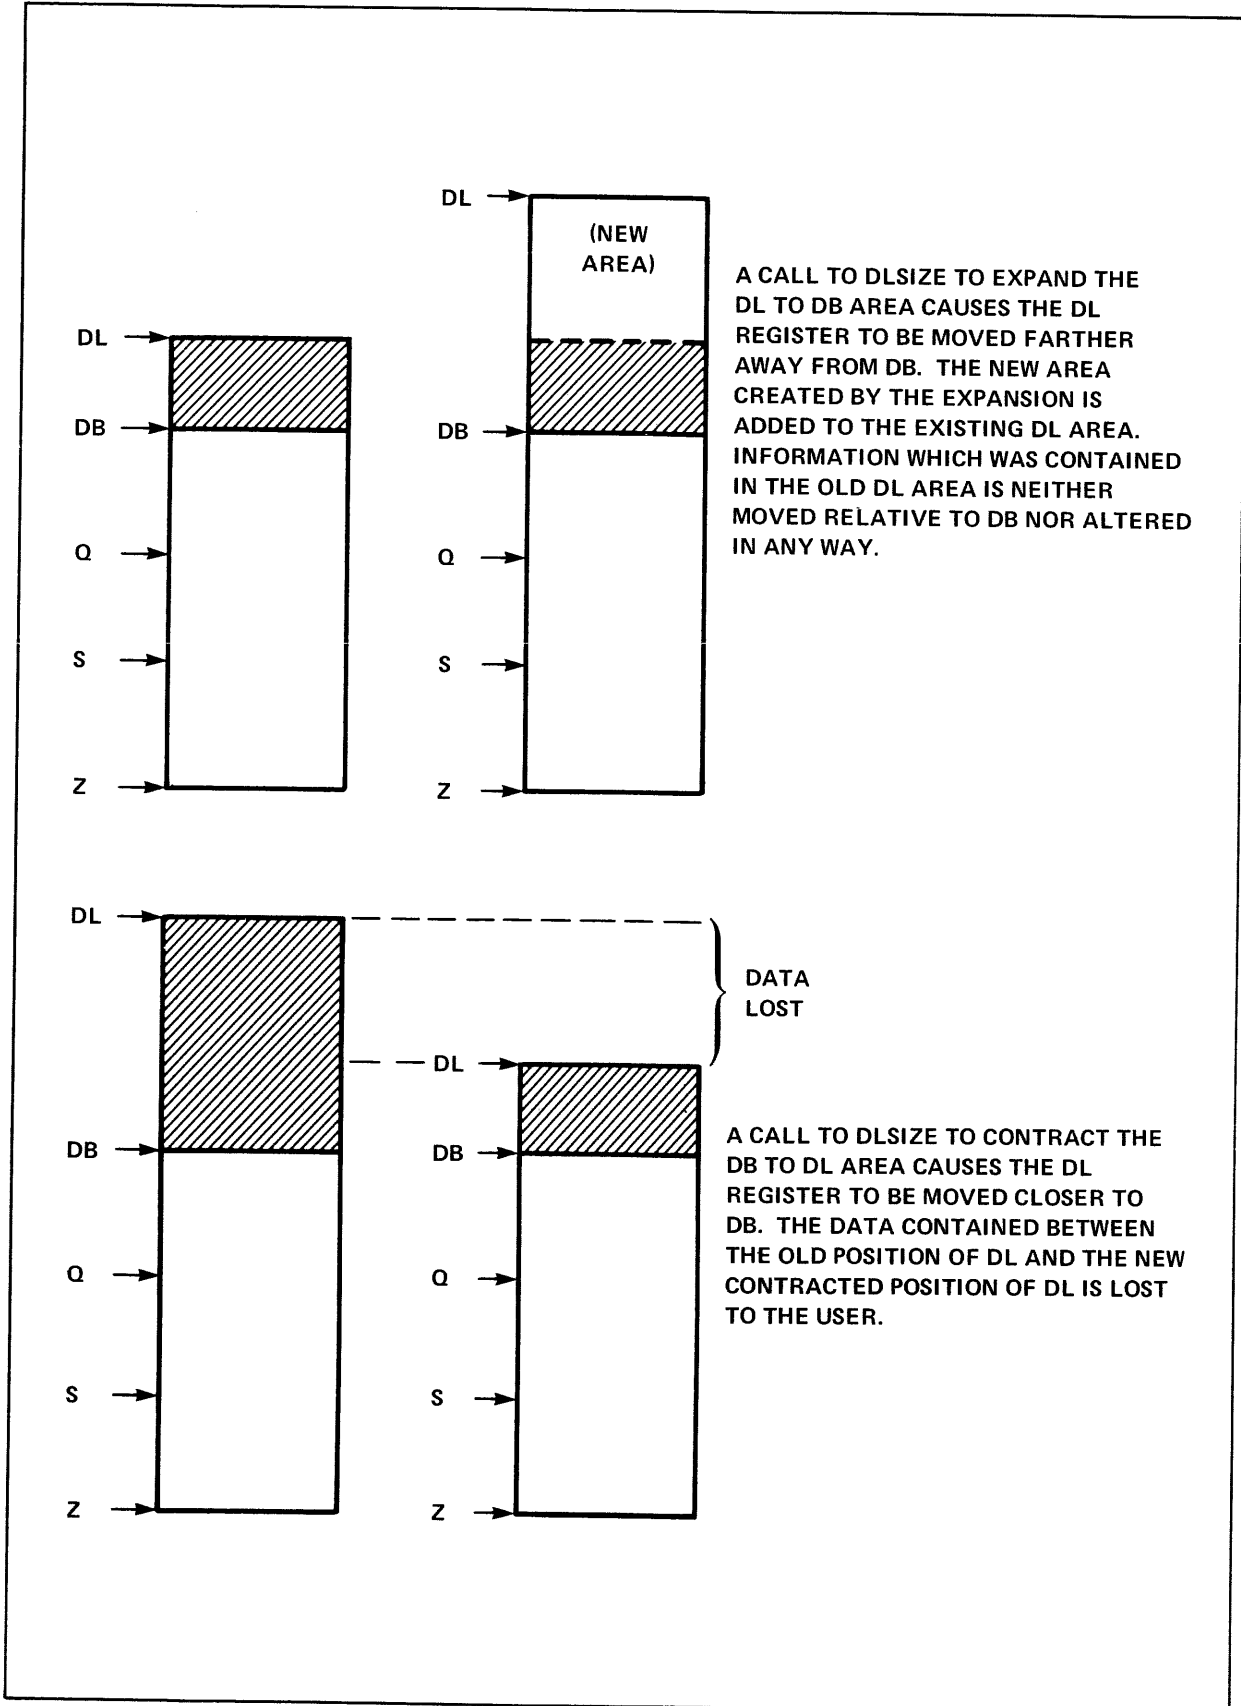 DL
(NEW
AREA)
DL
DB
Q
S
Z
DB
Q
S
Z
A CALL TO DLSIZE TO EXPAND THE
DL TO DB AREA CAUSES THE DL
REGISTER TO BE MOVED FARTHER
AWAY FROM DB. THE NEW AREA
CREATED BY THE EXPANSION IS
ADDED TO THE EXISTING DL AREA.
INFORMATION WHICH WAS CONTAINED
IN THE OLD DL AREA IS NEITHER
MOVED RELATIVE TO DB NOR ALTERED
IN ANY WAY.
DL
DB
Q
S
Z
DATA
LOST
DL
DB
Q
S
Z
A CALL TO DLSIZE TO CONTRACT THE
DB TO DL AREA CAUSES THE DL
REGISTER TO BE MOVED CLOSER TO
DB. THE DATA CONTAINED BETWEEN
THE OLD POSITION OF DL AND THE NEW
CONTRACTED POSITION OF DL IS LOST
TO THE USER.